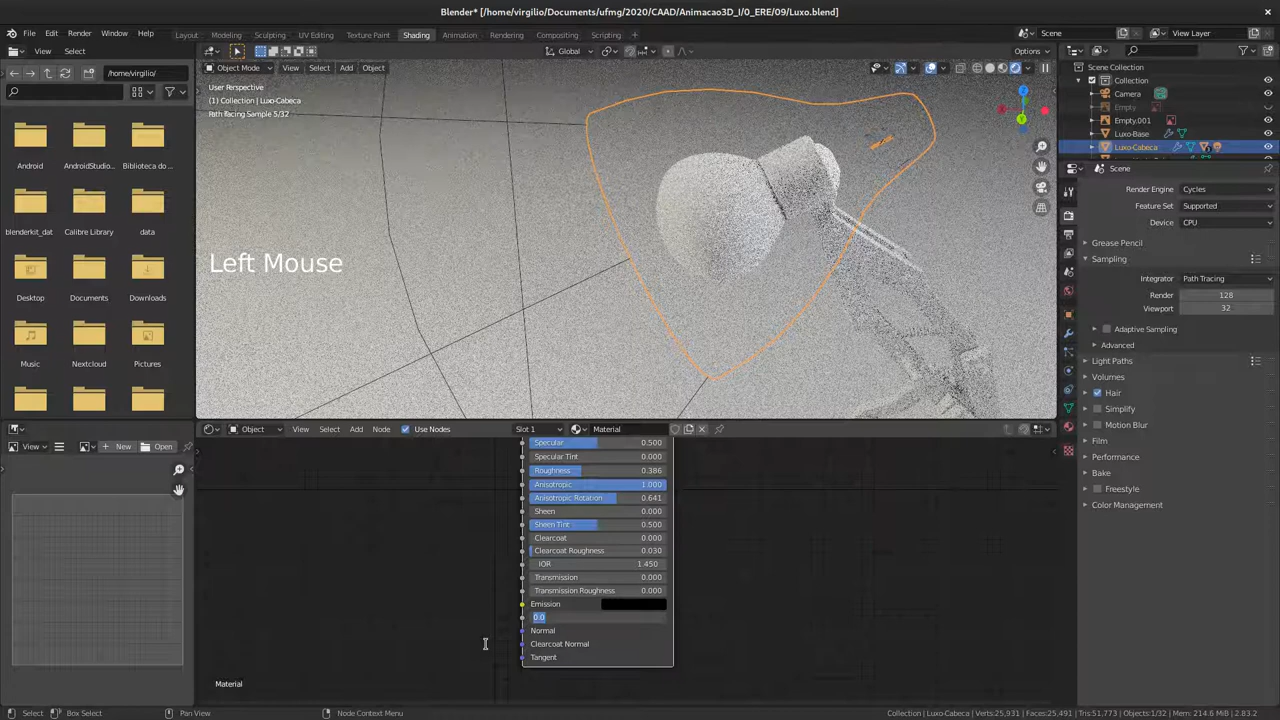 Blender* [/home/virgilio/Documents/ufmg/2020/CAAD/Animacao3D_I/0_ERE/09/Luxo.blend]
File Edit Render Window Help Layout Modeling Sculpting UV Editing Texture Paint Shading Animation Rendering Compositing Scripting Scene View Layer
View Select Global Options
/home/virgilio/ Object Mode View Select Add Object
User Perspective
(1) Collection | Luxo-Cabeca
Path Tracing Sample 5/32
Left Mouse
Android AndroidStudio... Biblioteca do ...
blenderkit_dat Calibre Library data
Desktop Documents Downloads
Music Nextcloud Pictures
Scene Collection
Collection
Camera
Empty
Empty.001
Luxo-Base
Luxo-Cabeca
Scene
Render Engine Cycles
Feature Set Supported
Device CPU
Grease Pencil
Sampling
Integrator Path Tracing
Render 128
Viewport 32
Adaptive Sampling
Advanced
Light Paths
Volumes
Hair
Simplify
Motion Blur
Film
Performance
Bake
Freestyle
Color Management
View New Open
Object View Select Add Node Use Nodes Slot 1 Material
Specular 0.500
Specular Tint 0.000
Roughness 0.386
Anisotropic 1.000
Anisotropic Rotation 0.641
Sheen 0.000
Sheen Tint 0.500
Clearcoat 0.000
Clearcoat Roughness 0.030
IOR 1.450
Transmission 0.000
Transmission Roughness 0.000
Emission
0.0
Normal
Clearcoat Normal
Tangent
Material
Select Box Select Pan View Node Context Menu Collection | Luxo-Cabeca | Verts:25,931 | Faces:25,491 | Tris:51,773 | Objects:1/32 | Mem: 214.6 MiB | 2.83.2